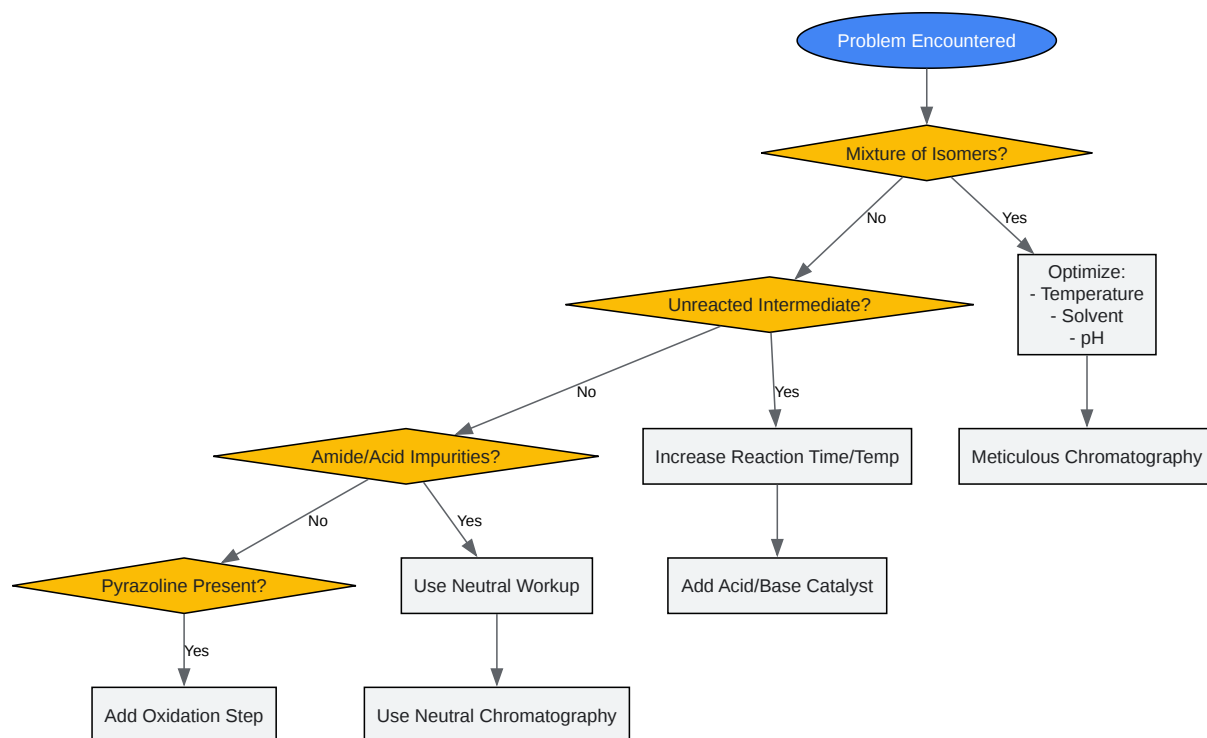 Problem Encountered
Mixture of Isomers?
No
Yes
Optimize:
- Temperature
- Solvent
- pH
Unreacted Intermediate?
No
Yes
Amide/Acid Impurities?
Increase Reaction Time/Temp
Meticulous Chromatography
No
Yes
Pyrazoline Present?
Use Neutral Workup
Add Acid/Base Catalyst
Yes
Add Oxidation Step
Use Neutral Chromatography